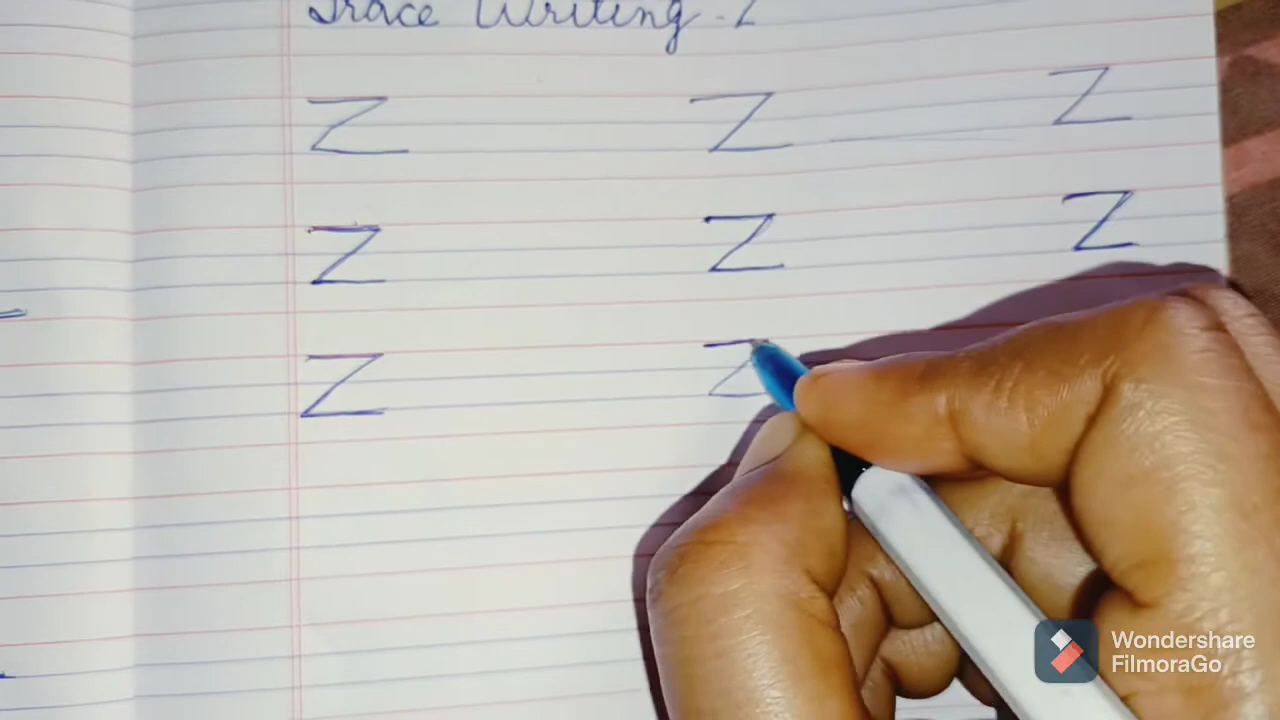 Trace Writing - Z
Z Z Z
Z Z Z
Z Z
Wondershare
FilmoraGo